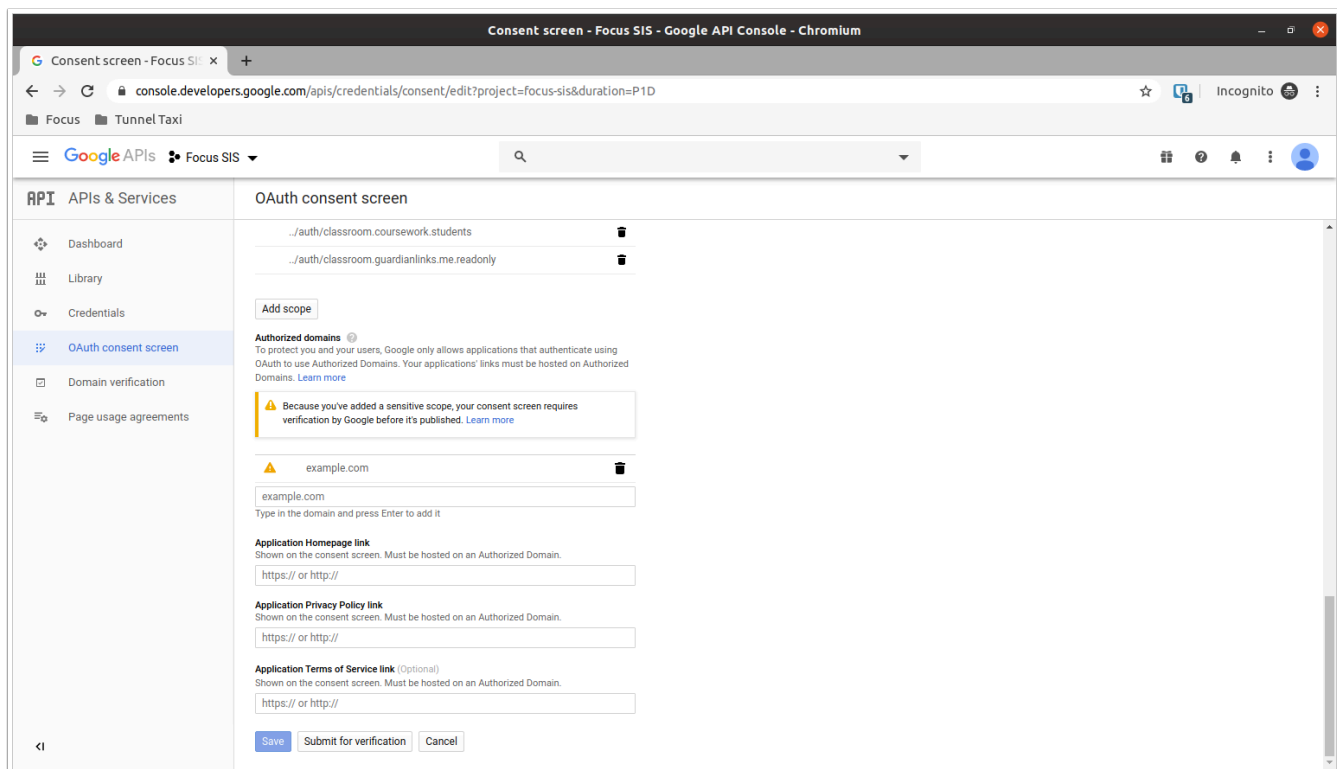 Consent screen - Focus SIS - Google API Console - Chromium
Consent screen - Focus SIS
console.developers.google.com/apis/credentials/consent/edit?project=focus-sis&duration=P1D
6
Incognito
Focus
Tunnel Taxi
Google APIs
Focus SIS
API APIs & Services
OAuth consent screen
Dashboard
Library
Credentials
OAuth consent screen
Domain verification
Page usage agreements
../auth/classroom.coursework.students
../auth/classroom.guardianlinks.me.readonly
Add scope
Authorized domains
To protect you and your users, Google only allows applications that authenticate using
OAuth to use Authorized Domains. Your applications' links must be hosted on Authorized
Domains. Learn more
Because you've added a sensitive scope, your consent screen requires
verification by Google before it's published. Learn more
example.com
example.com
Type in the domain and press Enter to add it
Application Homepage link
Shown on the consent screen. Must be hosted on an Authorized Domain.
https:// or http://
Application Privacy Policy link
Shown on the consent screen. Must be hosted on an Authorized Domain.
https:// or http://
Application Terms of Service link (Optional)
Shown on the consent screen. Must be hosted on an Authorized Domain.
https:// or http://
Save
Submit for verification
Cancel